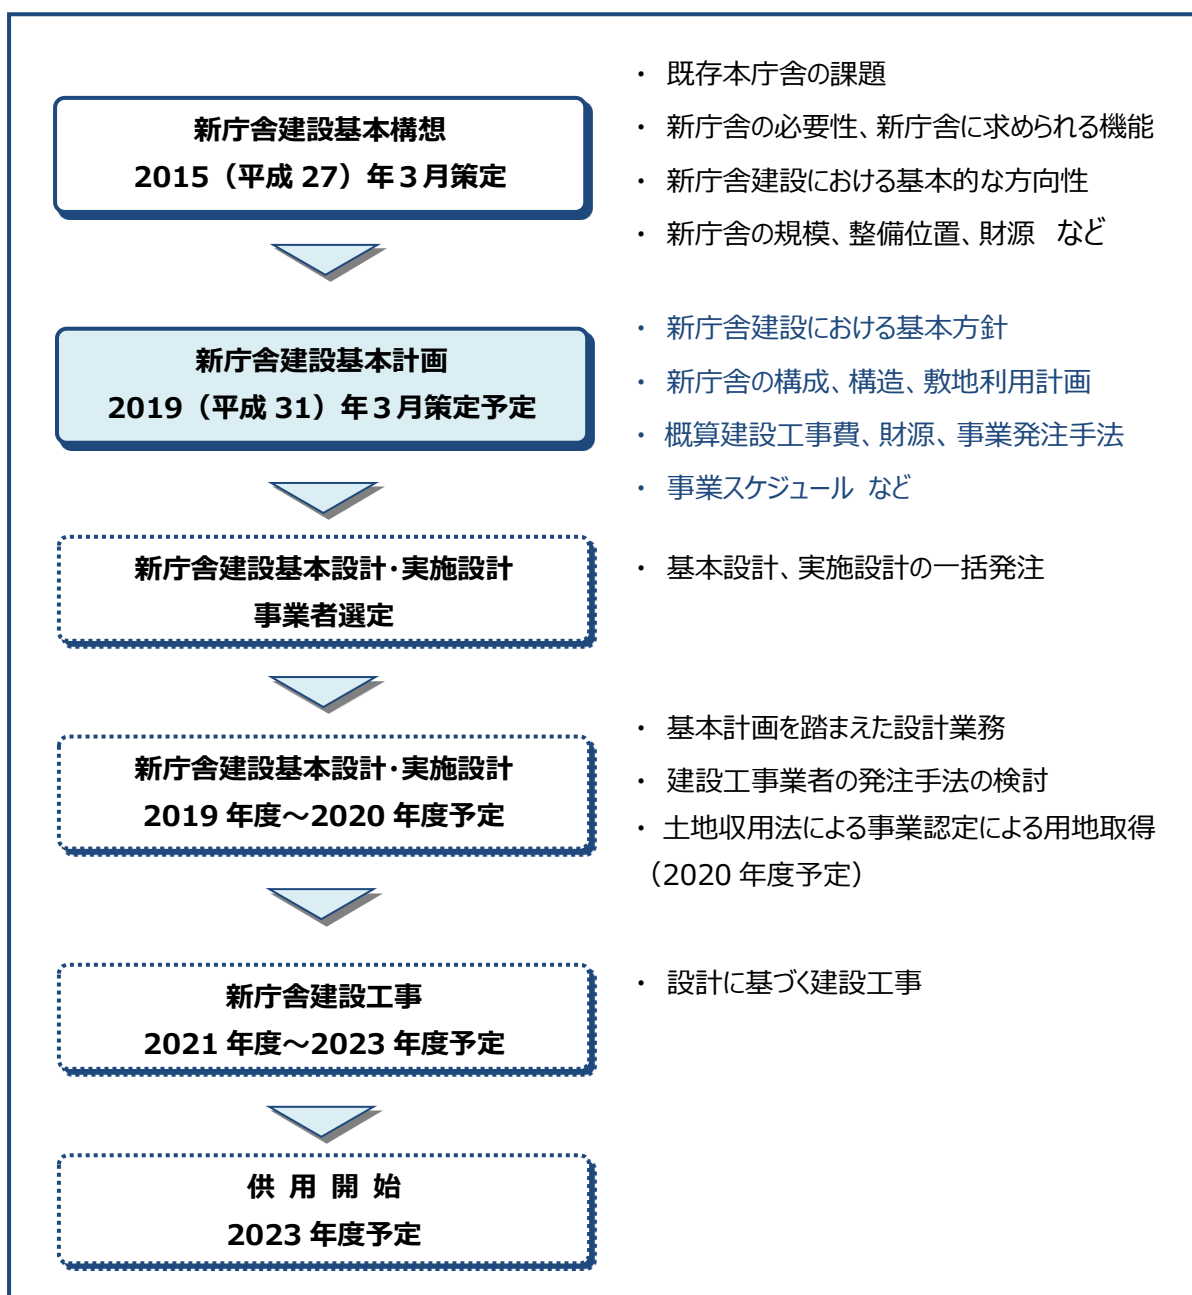 新庁舎建設基本構想
2015（平成 27）年３月策定
・ 既存本庁舎の課題
・ 新庁舎の必要性、新庁舎に求められる機能
・ 新庁舎建設における基本的な方向性
・ 新庁舎の規模、整備位置、財源　など
新庁舎建設基本計画
2019（平成 31）年３月策定予定
・ 新庁舎建設における基本方針
・ 新庁舎の構成、構造、敷地利用計画
・ 概算建設工事費、財源、事業発注手法
・ 事業スケジュール など
新庁舎建設基本設計･実施設計
事業者選定
・ 基本設計、実施設計の一括発注
新庁舎建設基本設計･実施設計
2019 年度～2020 年度予定
・ 基本計画を踏まえた設計業務
・ 建設工事業者の発注手法の検討
・ 土地収用法による事業認定による用地取得
（2020 年度予定）
新庁舎建設工事
2021 年度～2023 年度予定
・ 設計に基づく建設工事
供 用 開 始
2023 年度予定